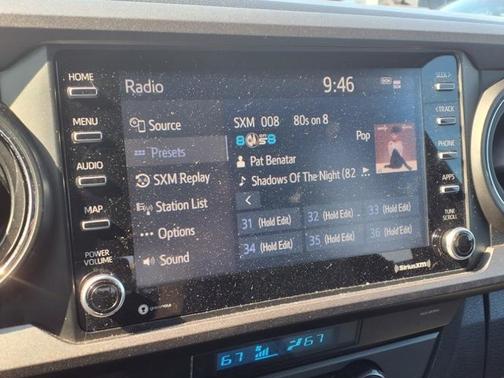 HOME
MENU
AUDIO
MAP
POWER
VOLUME
Radio
9:46
Source
Presets
SXM Replay
Station List
Options
Sound
SXM 008 80s on 8
Pop
Pat Benatar
Shadows Of The Night (82
31 (Hold Edit)
32 (Hold Edit)
33 (Hold Edit)
34 (Hold Edit)
35 (Hold Edit)
36 (Hold Edit)
SEEK >
< TRACK
PHONE
APPS
TUNE
SCROLL
SiriusXM
67
67